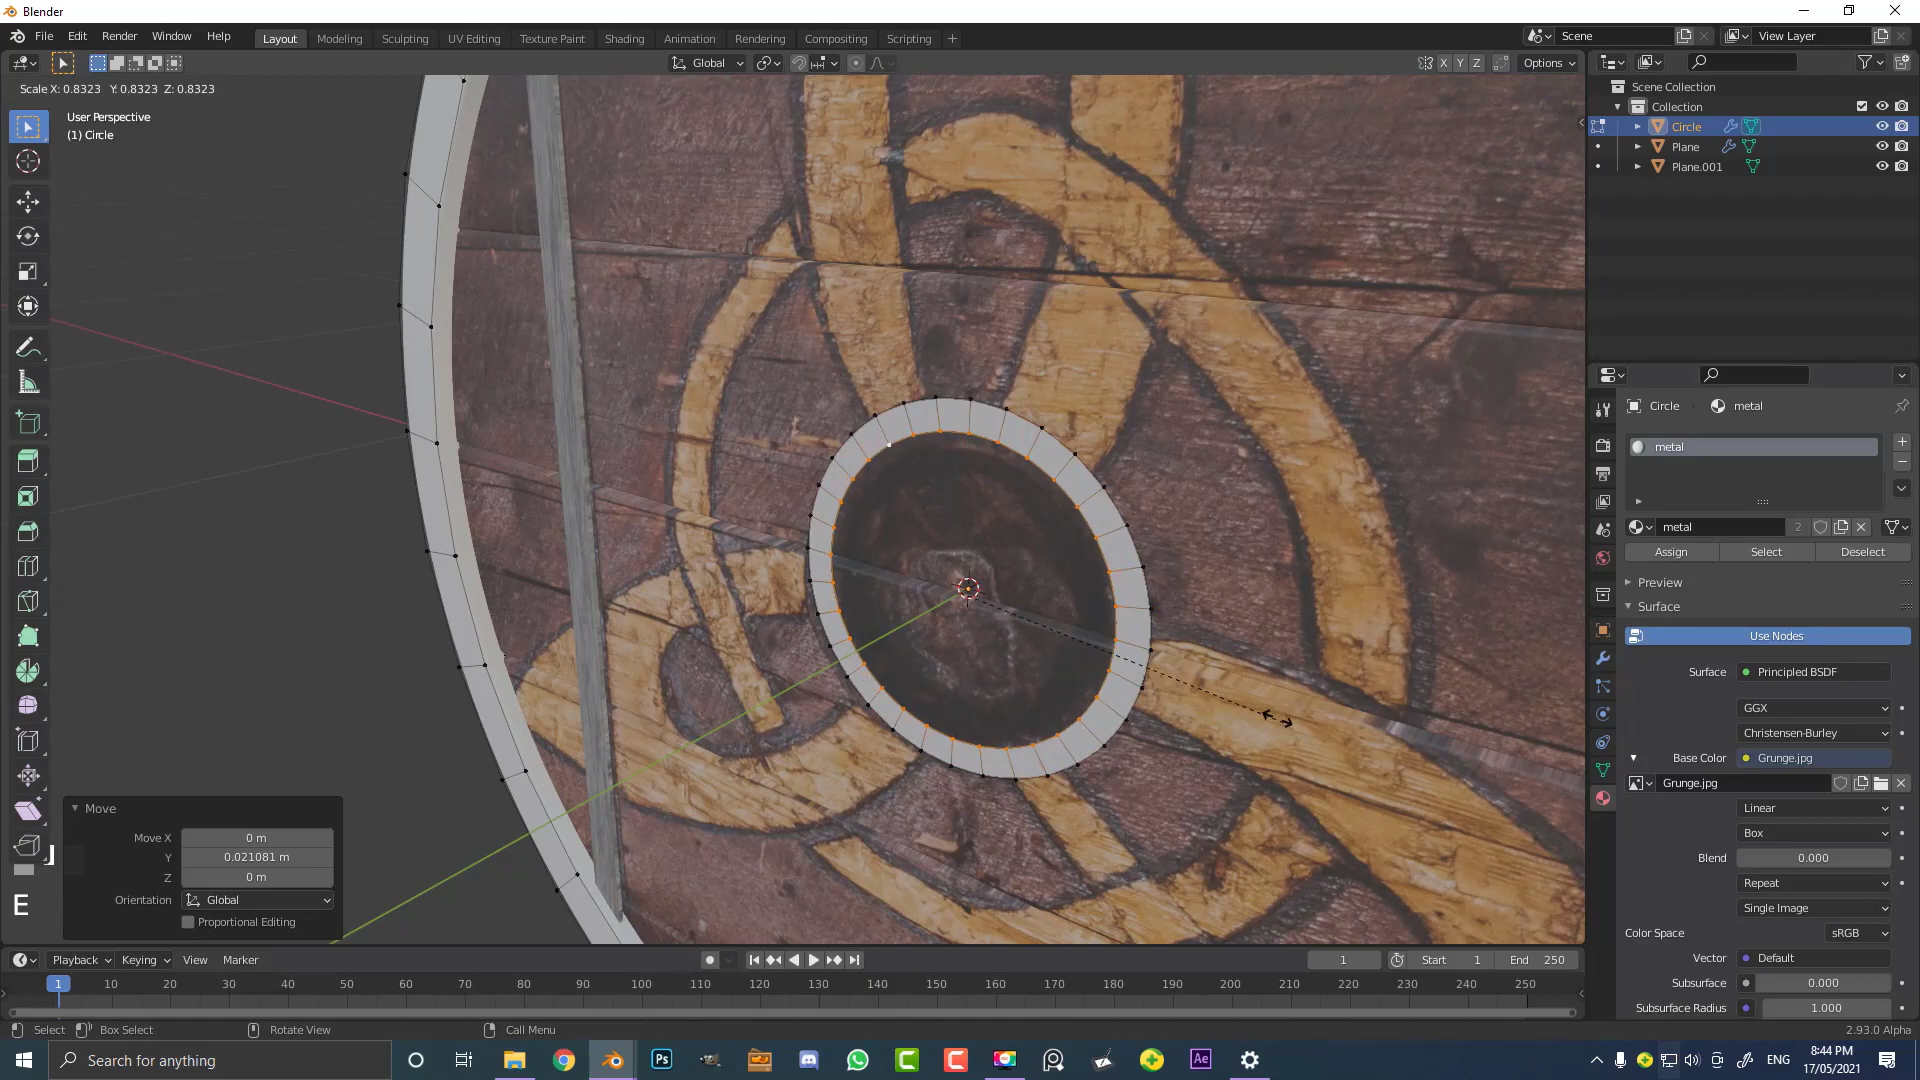 Blender
File Edit Render Window Help
Layout Modeling Sculpting UV Editing Texture Paint Shading Animation Rendering Compositing Scripting +
Scene
View Layer
Global
X Y Z
Options
Scale X: 0.8323 Y: 0.8323 Z: 0.8323
User Perspective
(1) Circle
Scene Collection
Collection
Circle
Plane
Plane.001
Circle
metal
metal
metal
2
Assign
Select
Deselect
Preview
Surface
Use Nodes
Surface
Principled BSDF
GGX
Christensen-Burley
Base Color
Grunge.jpg
Grunge.jpg
Linear
Box
Blend
0.000
Repeat
Single Image
Color Space
sRGB
Vector
Default
Subsurface
0.000
Subsurface Radius
1.000
Move
Move X
0 m
Y
0.021081 m
Z
0 m
Orientation
Global
Proportional Editing
E
Playback Keying View Marker
1
Start 1
End 250
1 10 20 30 40 50 60 70 80 90 100 110 120 130 140 150 160 170 180 190 200 210 220 230 240 250
Select Box Select Rotate View Call Menu
2.93.0 Alpha
Search for anything
Ps
Ae
ENG
8:44 PM
17/05/2021